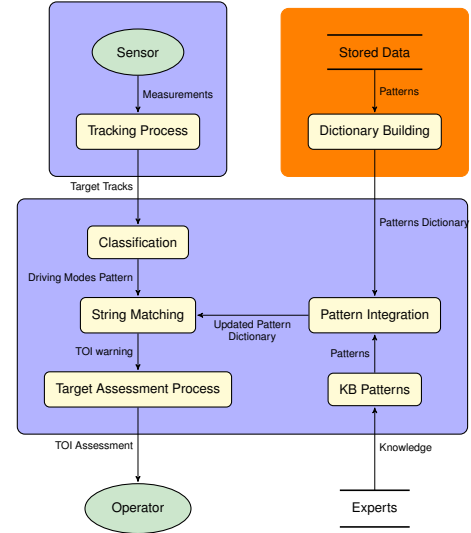 Sensor
Stored Data
Measurements
Patterns
Tracking Process
Dictionary Building
Target Tracks
Patterns Dictionary
Classification
Driving Modes Pattern
String Matching
Updated Pattern
Dictionary
Pattern Integration
TOI warning
Patterns
Target Assessment Process
KB Patterns
TOI Assessment
Knowledge
Operator
Experts